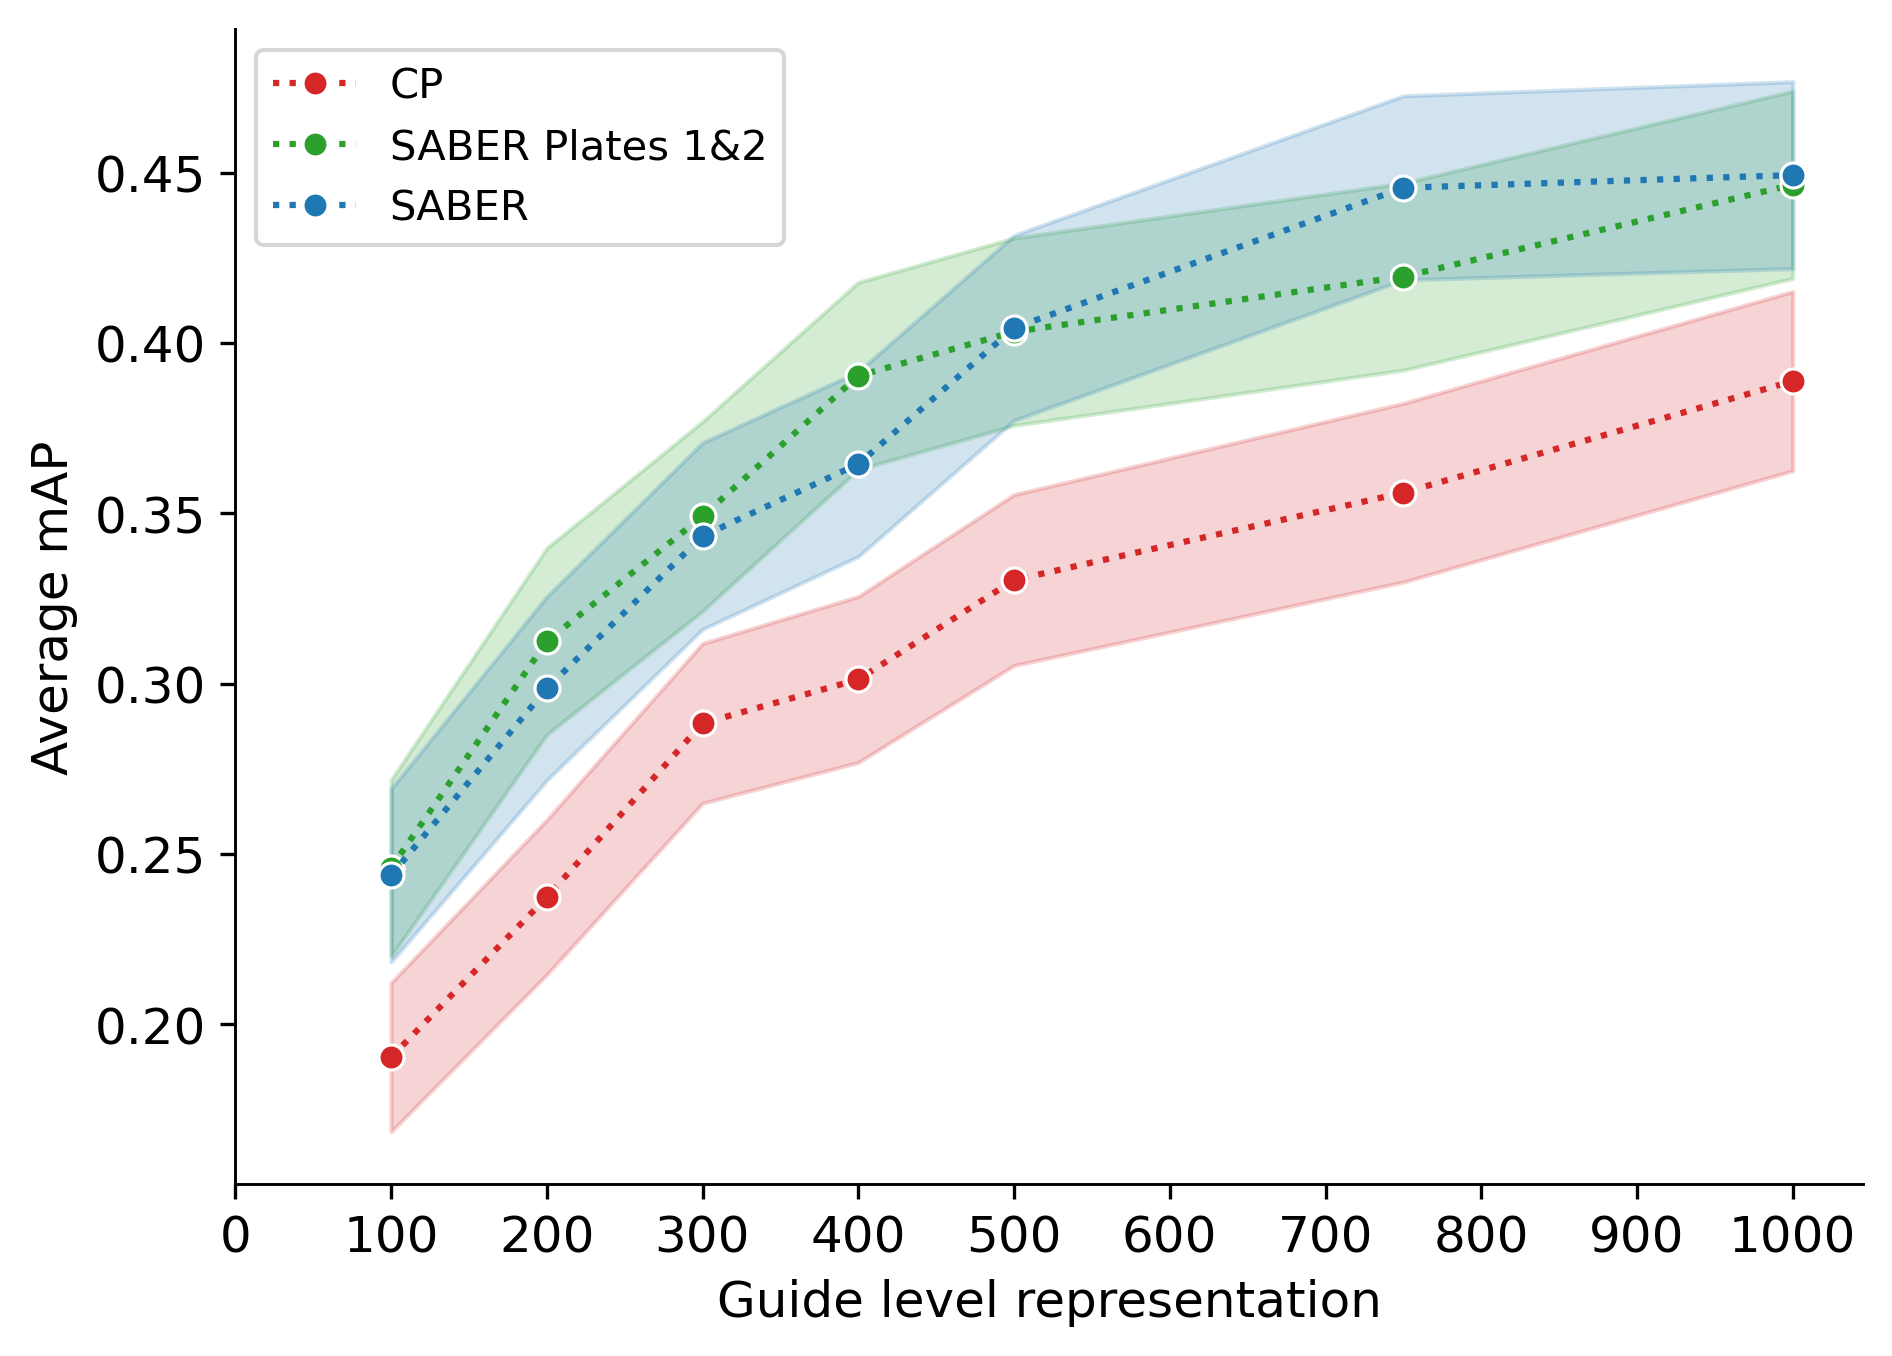 CP
SABER Plates 1&2
SABER
0.45
0.40
0.35
0.30
0.25
0.20
Average mAP
0 100 200 300 400 500 600 700 800 900 1000
Guide level representation